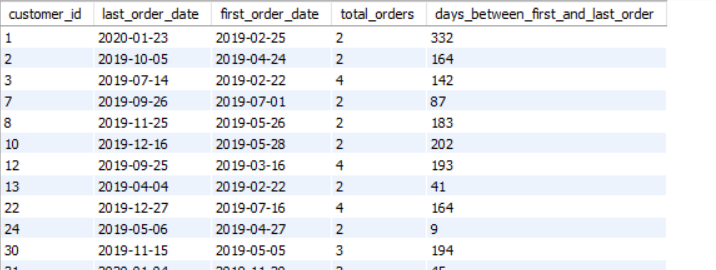 customer_id last_order_date first_order_date total_orders days_between_first_and_last_order
1 2020-01-23 2019-02-25 2 332
2 2019-10-05 2019-04-24 2 164
3 2019-07-14 2019-02-22 4 142
7 2019-09-26 2019-07-01 2 87
8 2019-11-25 2019-05-26 2 183
10 2019-12-16 2019-05-28 2 202
12 2019-09-25 2019-03-16 4 193
13 2019-04-04 2019-02-22 2 41
22 2019-12-27 2019-07-16 4 164
24 2019-05-06 2019-04-27 2 9
30 2019-11-15 2019-05-05 3 194